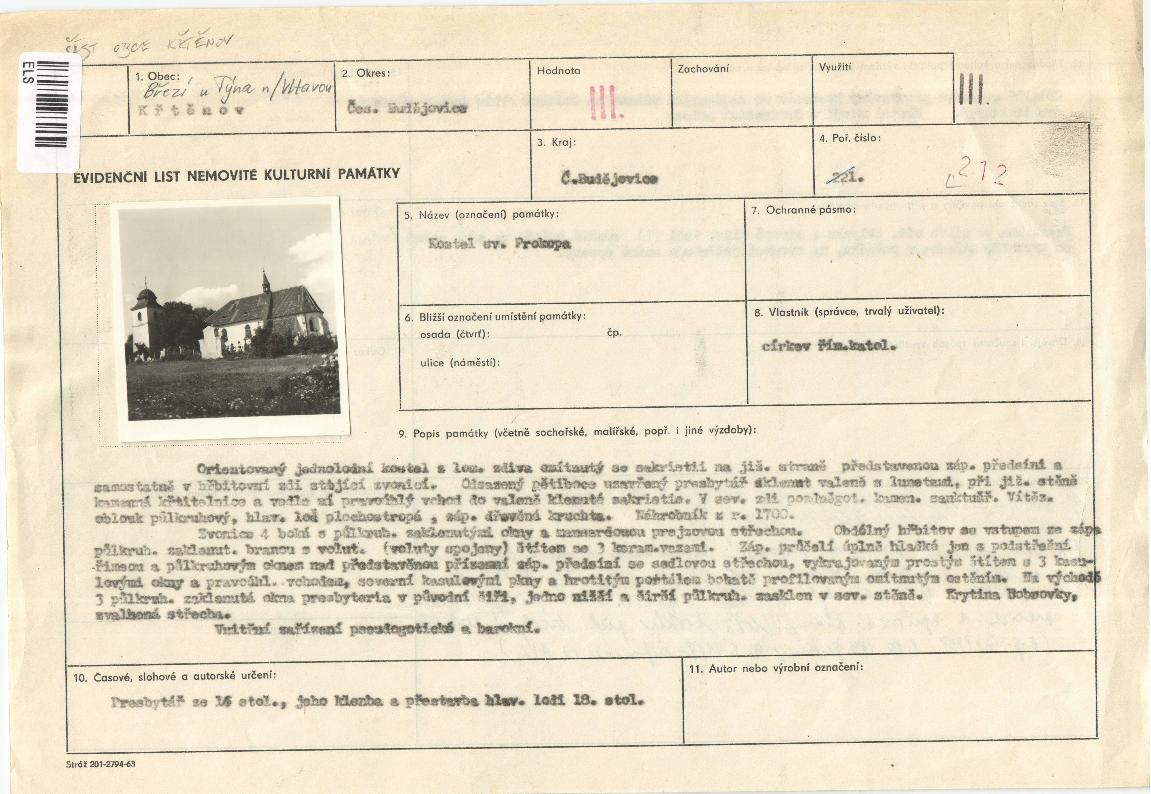 ČÁST OBCE KŘTĚNOV
ELS
1. Obec:
Břézí u Týna n/Vltavou
Křtěnov
2. Okres:
Čes. Budějovice
Hodnota
III.
Zachování
Využití
III.
EVIDENČNÍ LIST NEMOVITÉ KULTURNÍ PAMÁTKY
3. Kraj:
Č.Budějovice
4. Poř. číslo:
221.
212
5. Název (označení) památky:
Kostel sv. Prokopa
7. Ochranné pásmo:
6. Bližší označení umístění památky:
osada (čtvrť): čp.
ulice (náměstí):
8. Vlastník (správce, trvalý uživatel):
církev řím.katol.
9. Popis památky (včetně sochařské, malířské, popř. i jiné výzdoby):
Orientovaný jednolodní kostel z lom. zdiva omítnutý se sakristií na již. straně představenou záp. předsíní a
samostatně v hřbitovní zdi stojící zvonicí. Odsazený pětiboce uzavřený presbytář sklenut valeně s lunetami, při již. stěně
kamenná křtitelnice a vedle ní pravoúhlý vchod do valeně klenuté sakristie. V sev. zdi pozdněgot. kamen. sanktuář. Vítěz.
oblouk půlkruhový, hlav. loď plochostropá, záp. dřevěná kruchta. Náhrobník z r. 1700.
Zvonice 4 boká s půlkruh. zaklenutými okny a mansardovou prejzovou střechou. Obdélný hřbitov se vstupem ze záp.
půlkruh. zaklenut. branou s volut. (voluty spojeny) štítem se 3 keram.vazami. Záp. průčelí úplně hladké jen s podstřešní
římsou a půlkruhovým oknem nad představěnou přízemní záp. předsíní se sedlovou střechou, vykrajovaným prostým štítem s 3 kasu-
lovými okny a pravoúhl. vchodem, severní kasulovými okny a hrotitým portálem bohatě profilovaným omítnutým ostěním. Na východě
3 půlkruh. zaklenutá okna presbyteria v původní šíři, jedno nižší a širší půlkruh. zasklen v sev. stěně. Krytina Bobrovky,
zvalbená střecha.
Vnitřní zařízení pseudogotické a barokní.
10. Časové, slohové a autorské určení:
Presbytář ze 16 stol., jeho klenba a přestavba hlav. lodi 18. stol.
11. Autor nebo výrobní označení:
Stráž 201-2794-63